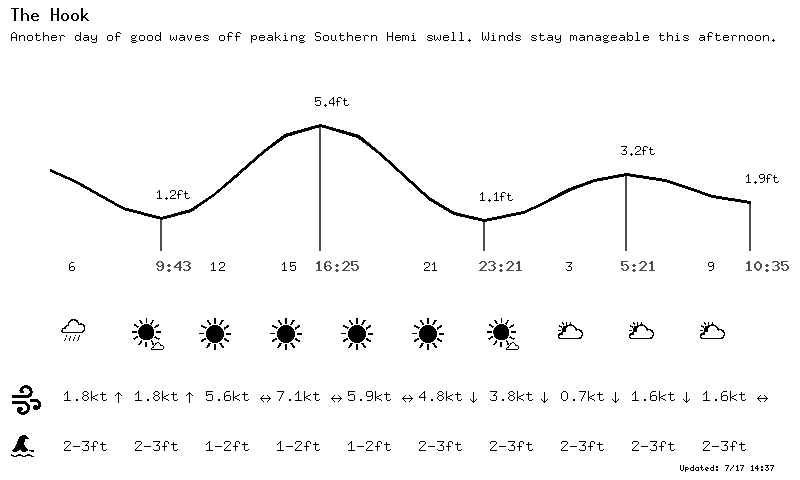 The Hook
Another day of good waves off peaking Southern Hemi swell. Winds stay manageable this afternoon.
5.4ft
3.2ft
1.2ft 1.1ft 1.9ft
6 9:43 12 15 16:25 21 23:21 3 5:21 9 10:35
1.8kt ↑ 1.8kt ↑ 5.6kt ↔ 7.1kt ↔ 5.9kt ↔ 4.8kt ↓ 3.8kt ↓ 0.7kt ↓ 1.6kt ↓ 1.6kt ↔
2-3ft 2-3ft 1-2ft 1-2ft 1-2ft 2-3ft 2-3ft 2-3ft 2-3ft 2-3ft
Updated: 7/17 14:37